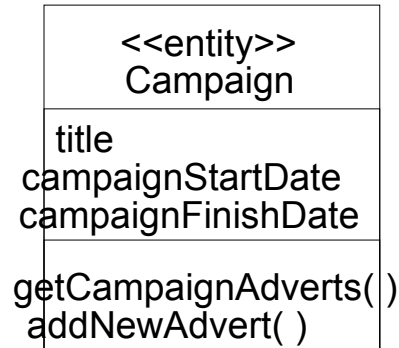 <<entity>>
Campaign
title
campaignStartDate
campaignFinishDate
getCampaignAdverts( )
addNewAdvert( )